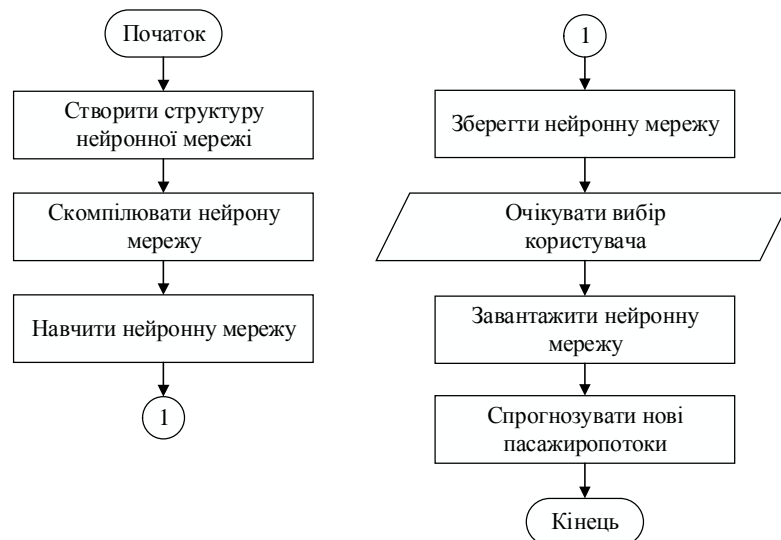 Початок
Створити структуру
нейронної мережі
Скомпілювати нейрону
мережу
Навчити нейронну мережу
1
1
Зберегти нейронну мережу
Очікувати вибір
користувача
Завантажити нейронну
мережу
Спрогнозувати нові
пасажиропотоки
Кінець